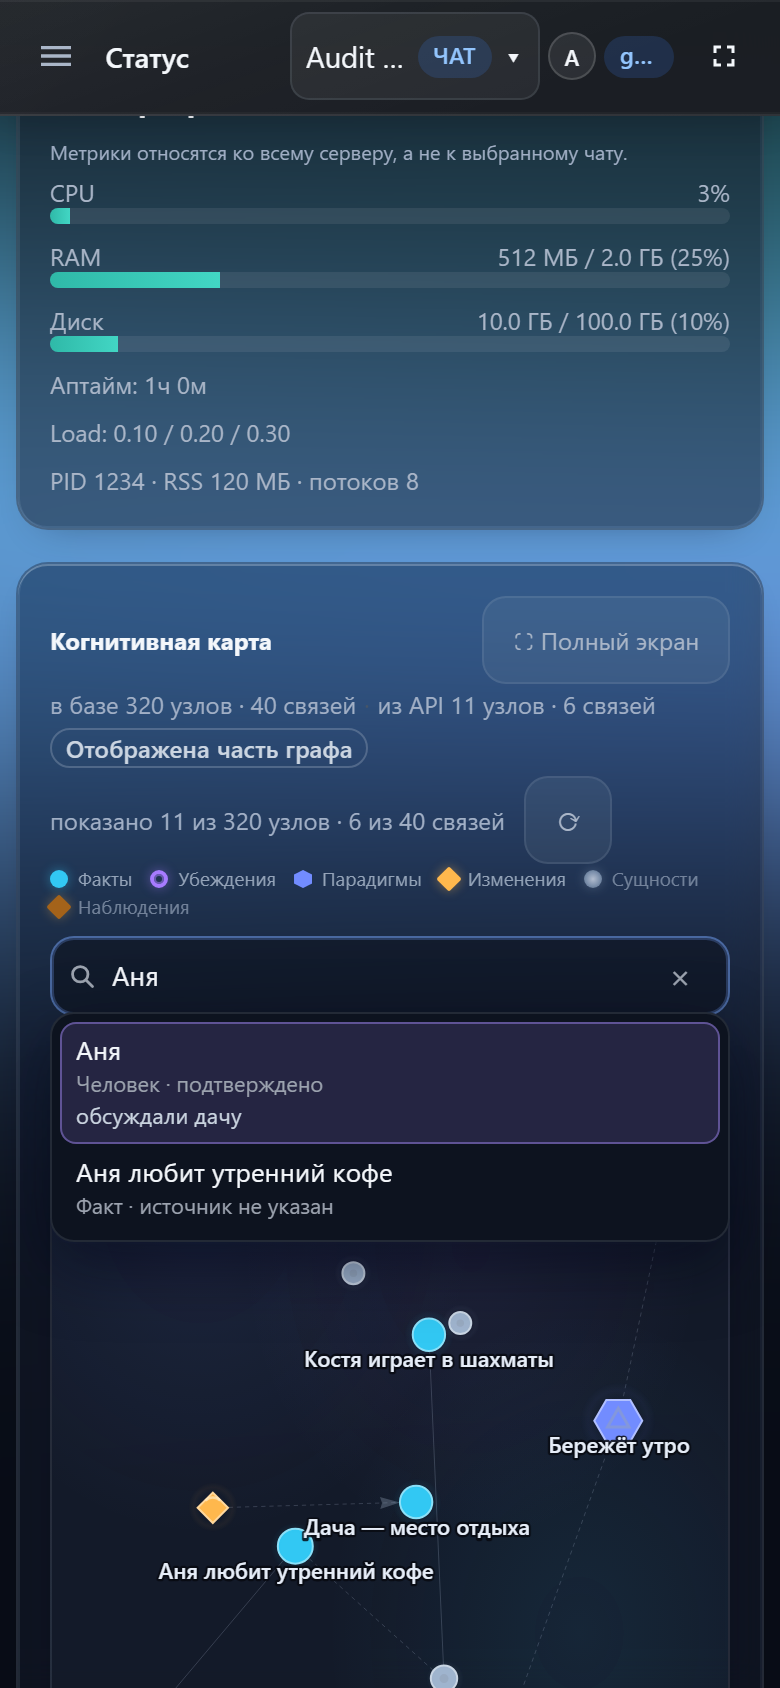 Статус
Audit ...
ЧАТ
A
g...
Метрики относятся ко всему серверу, а не к выбранному чату.
CPU 3%
RAM 512 МБ / 2.0 ГБ (25%)
Диск 10.0 ГБ / 100.0 ГБ (10%)
Аптайм: 1ч 0м
Load: 0.10 / 0.20 / 0.30
PID 1234 · RSS 120 МБ · потоков 8
Когнитивная карта
Полный экран
в базе 320 узлов · 40 связей · из API 11 узлов · 6 связей
Отображена часть графа
показано 11 из 320 узлов · 6 из 40 связей
Факты Убеждения Парадигмы Изменения Сущности
Наблюдения
Аня
Аня
Человек · подтверждено
обсуждали дачу
Аня любит утренний кофе
Факт · источник не указан
Костя играет в шахматы
Бережёт утро
Дача — место отдыха
Аня любит утренний кофе